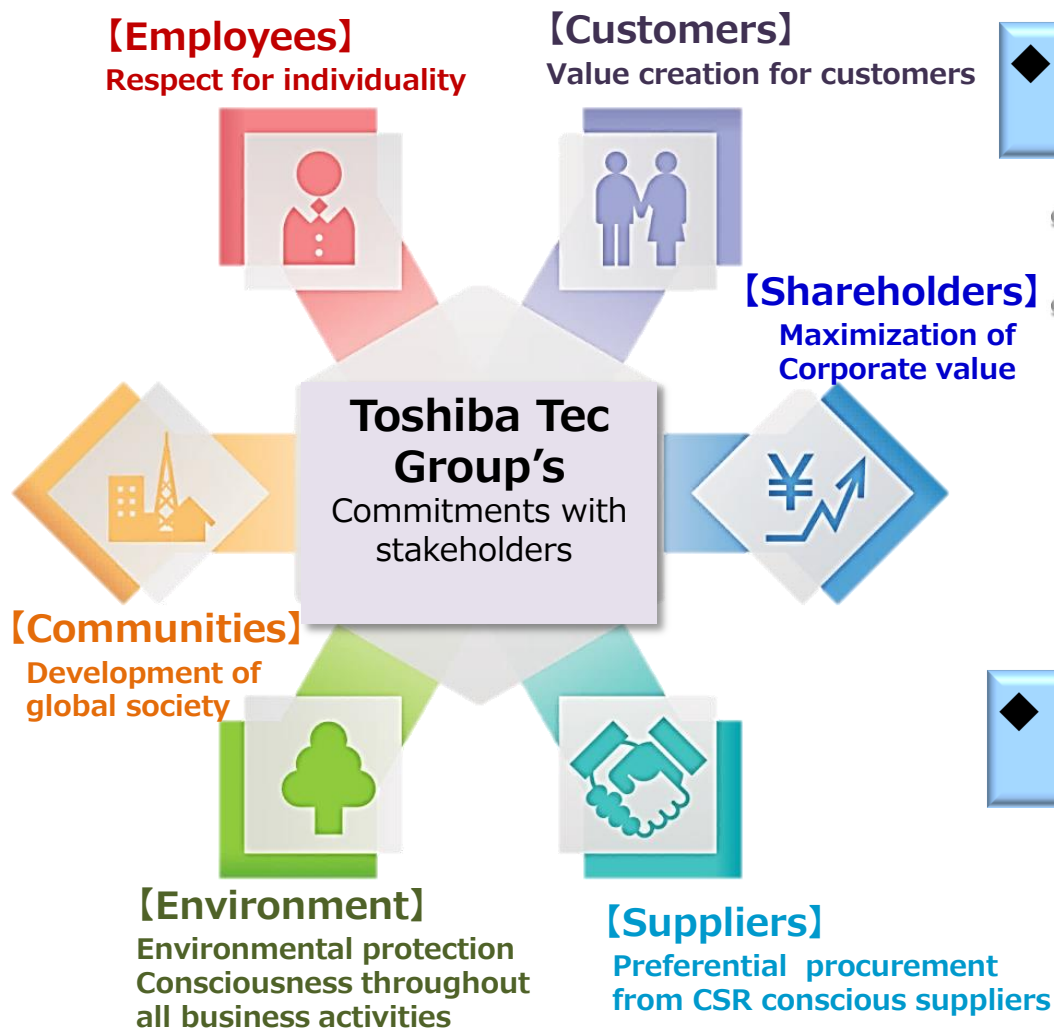 【Employees】
Respect for individuality
【Customers】
Value creation for customers
◆
【Shareholders】
Maximization of
Corporate value
¥
Toshiba Tec
Group’s
Commitments with
stakeholders
【Communities】
Development of
global society
◆
【Environment】
Environmental protection
Consciousness throughout
all business activities
【Suppliers】
Preferential procurement
from CSR conscious suppliers